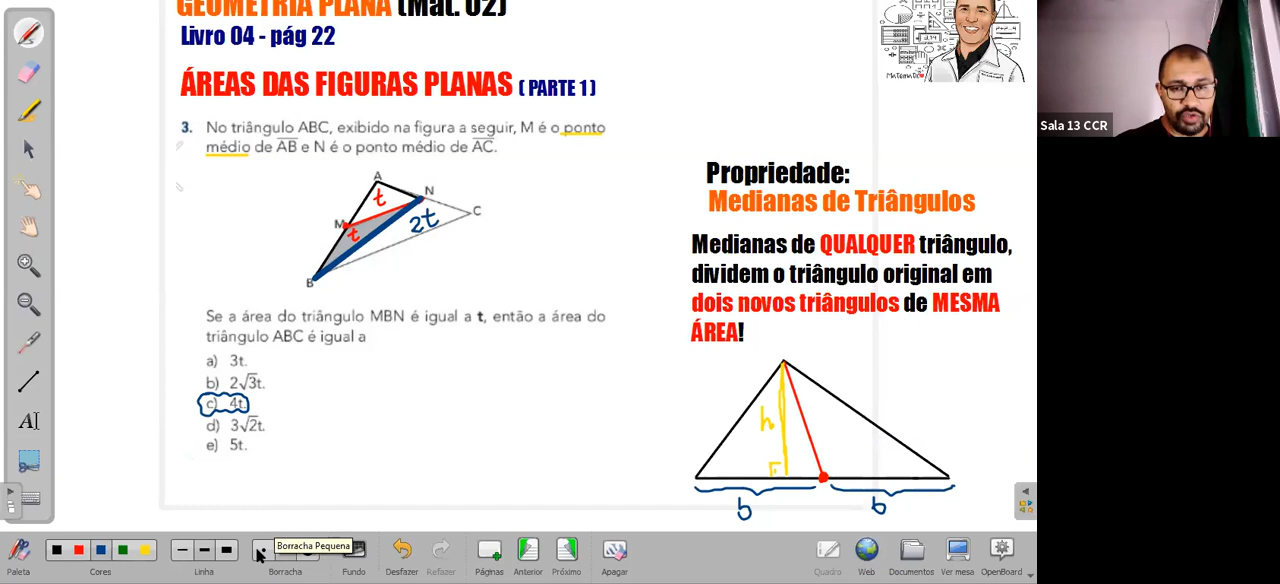 GEOMETRIA PLANA (Mat. 02)
Livro 04 - pág 22
ÁREAS DAS FIGURAS PLANAS ( PARTE 1 )
3. No triângulo ABC, exibido na figura a seguir, M é o ponto
médio de AB e N é o ponto médio de AC.
A
N
t
C
2t
M
t
B
Se a área do triângulo MBN é igual a t, então a área do
triângulo ABC é igual a
a) 3t.
b) 2√3t.
c) 4t.
d) 3√2t.
e) 5t.
Propriedade:
Medianas de Triângulos
Medianas de QUALQUER triângulo,
dividem o triângulo original em
dois novos triângulos de MESMA
ÁREA!
h
b
b
Sala 13 CCR
AI
Borracha Pequena
Paleta
Cores
Linha
Borracha
Fundo
Desfazer
Refazer
Páginas
Anterior
Próximo
Apagar
Quadro
Web
Documentos
Ver mesa
OpenBoard